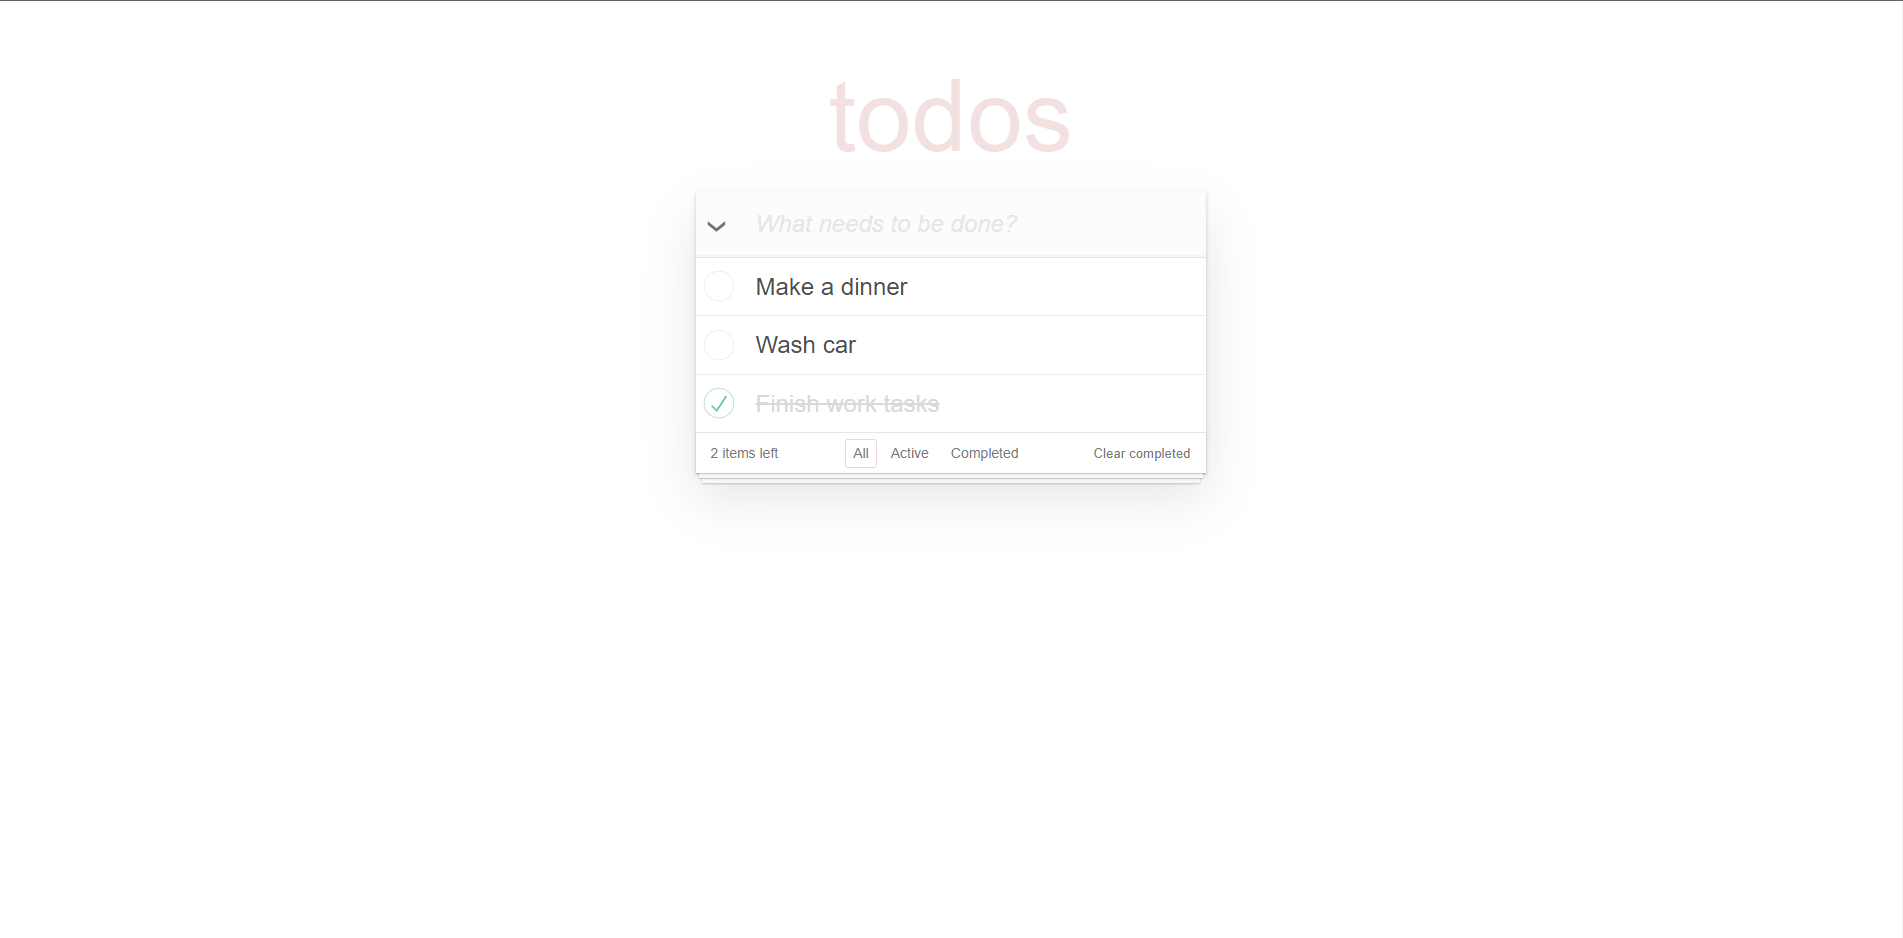 todos
What needs to be done?
Make a dinner
Wash car
Finish work tasks
2 items left All Active Completed Clear completed